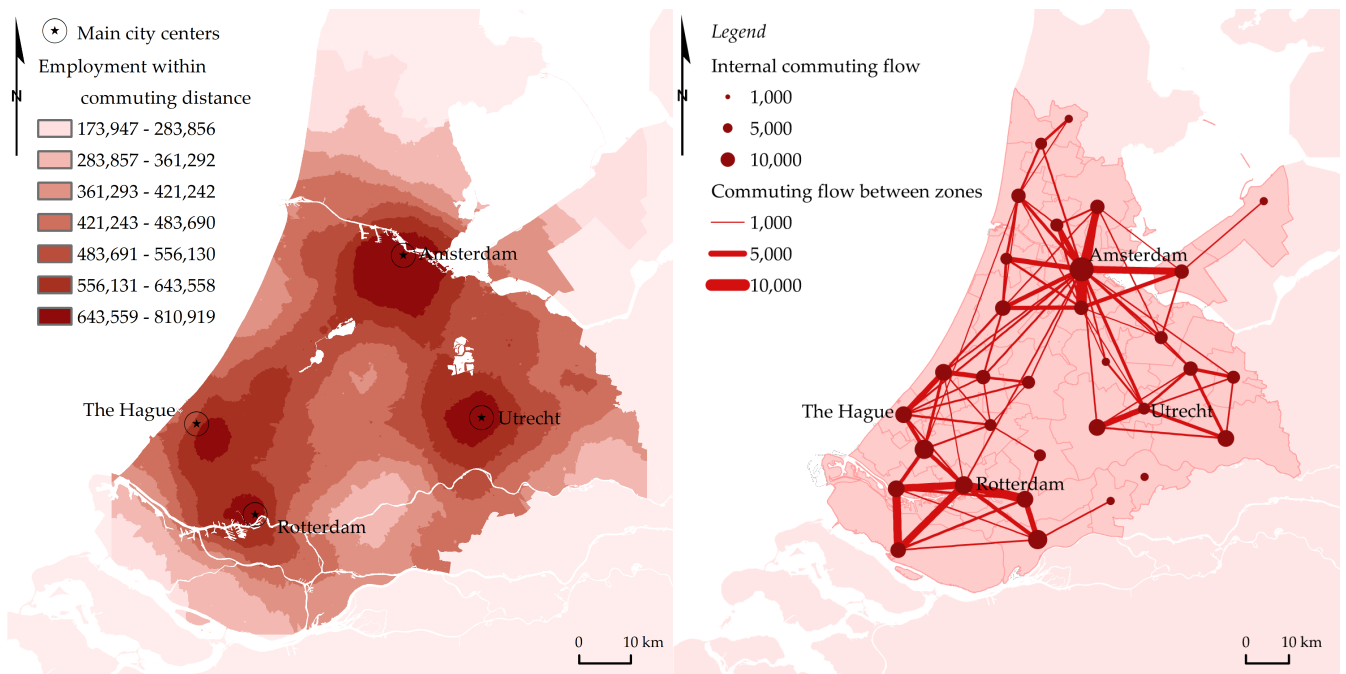 Main city centers
Employment within
commuting distance
N
173,947 - 283,856
283,857 - 361,292
361,293 - 421,242
421,243 - 483,690
483,691 - 556,130
556,131 - 643,558
643,559 - 810,919
Amsterdam
The Hague
Utrecht
Rotterdam
0 10 km
Legend
Internal commuting flow
N
1,000
5,000
10,000
Commuting flow between zones
1,000
5,000
10,000
Amsterdam
The Hague
Utrecht
Rotterdam
0 10 km